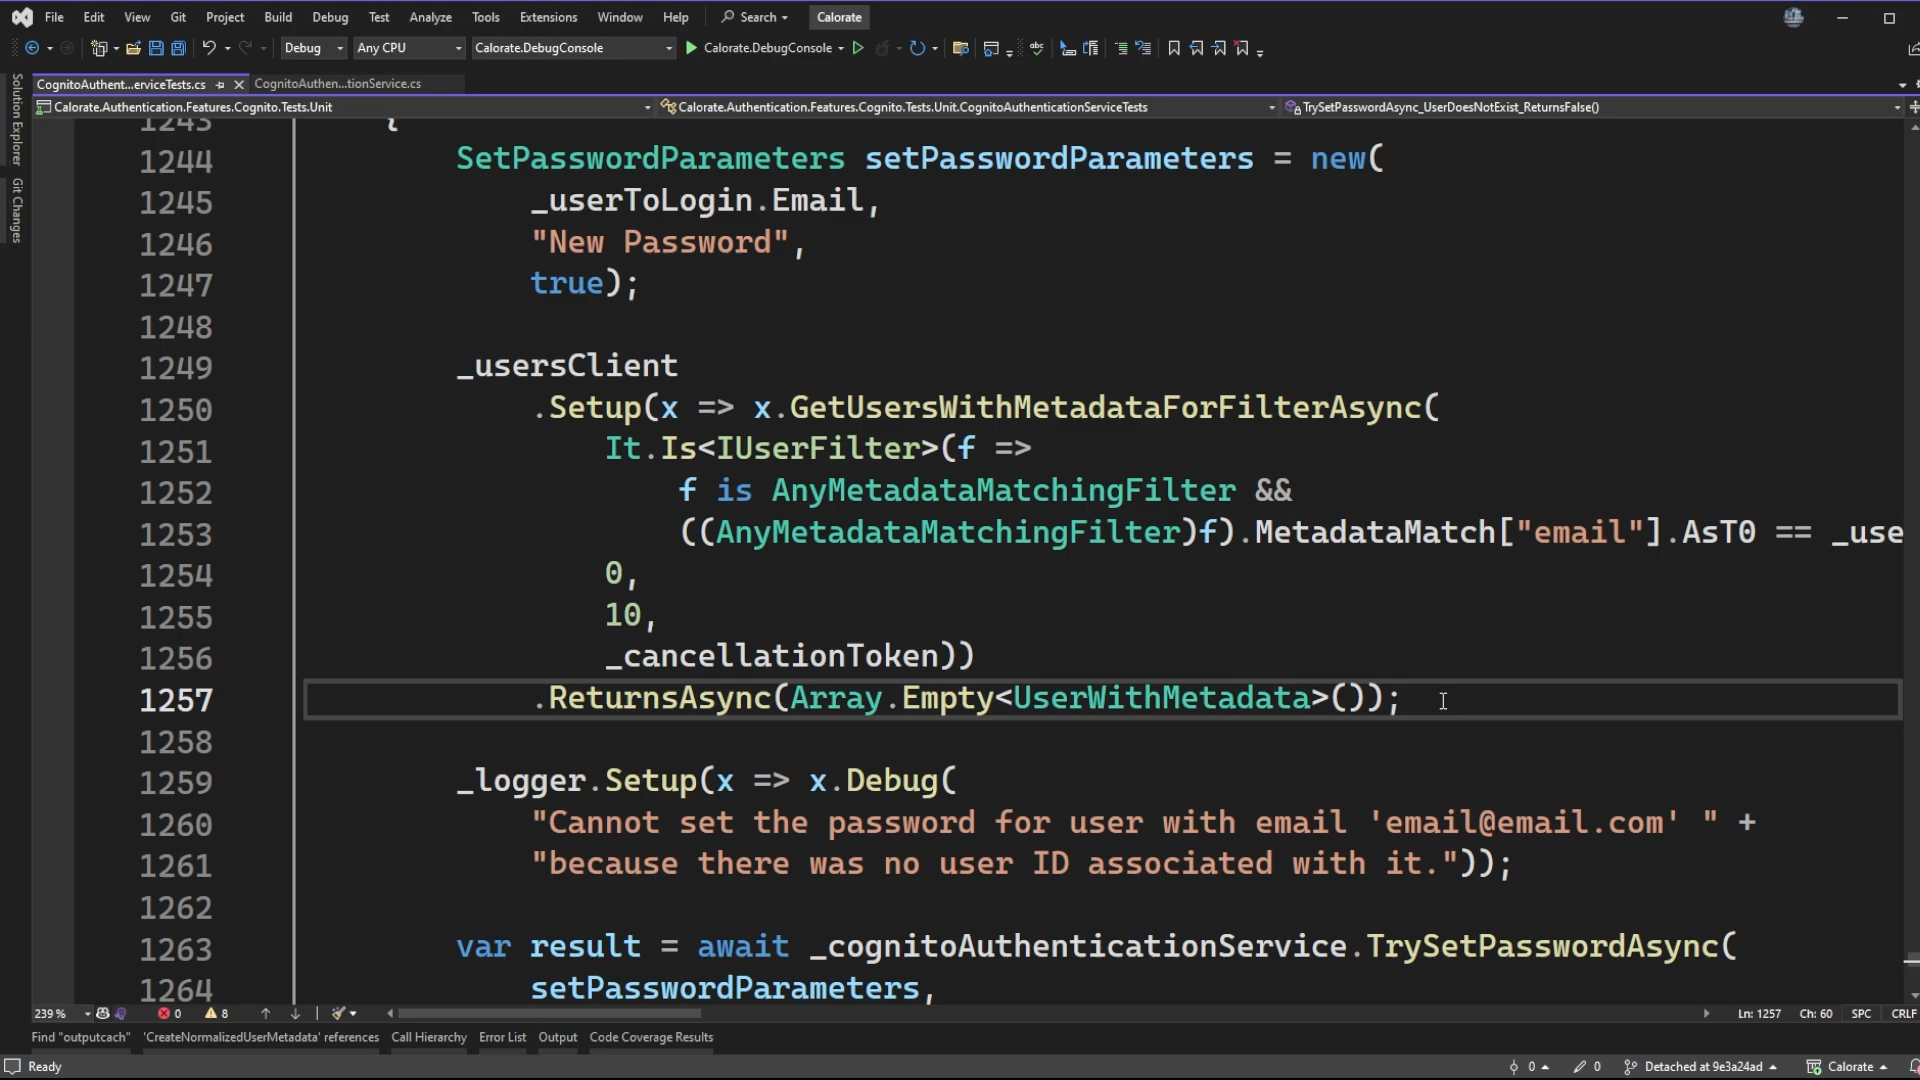 File Edit View Git Project Build Debug Test Analyze Tools Extensions Window Help Search Calorate
Debug Any CPU Calorate.DebugConsole Calorate.DebugConsole
Solution Explorer
Git Changes
CognitoAuthent...erviceTests.cs CognitoAuthen...tionService.cs
Calorate.Authentication.Features.Cognito.Tests.Unit Calorate.Authentication.Features.Cognito.Tests.Unit.CognitoAuthenticationServiceTests TrySetPasswordAsync_UserDoesNotExist_ReturnsFalse()
1243 {
1244 SetPasswordParameters setPasswordParameters = new(
1245 _userToLogin.Email,
1246 "New Password",
1247 true);
1248
1249 _usersClient
1250 .Setup(x => x.GetUsersWithMetadataForFilterAsync(
1251 It.Is<IUserFilter>(f =>
1252 f is AnyMetadataMatchingFilter &&
1253 ((AnyMetadataMatchingFilter)f).MetadataMatch["email"].AsT0 == _use
1254 0,
1255 10,
1256 _cancellationToken))
1257 .ReturnsAsync(Array.Empty<UserWithMetadata>());
1258
1259 _logger.Setup(x => x.Debug(
1260 "Cannot set the password for user with email 'email@email.com' " +
1261 "because there was no user ID associated with it."));
1262
1263 var result = await _cognitoAuthenticationService.TrySetPasswordAsync(
1264 setPasswordParameters,
239 % 0 8 Ln: 1257 Ch: 60 SPC CRLF
Find "outputcach" 'CreateNormalizedUserMetadata' references Call Hierarchy Error List Output Code Coverage Results
Ready 0 0 Detached at 9e3a24ad Calorate